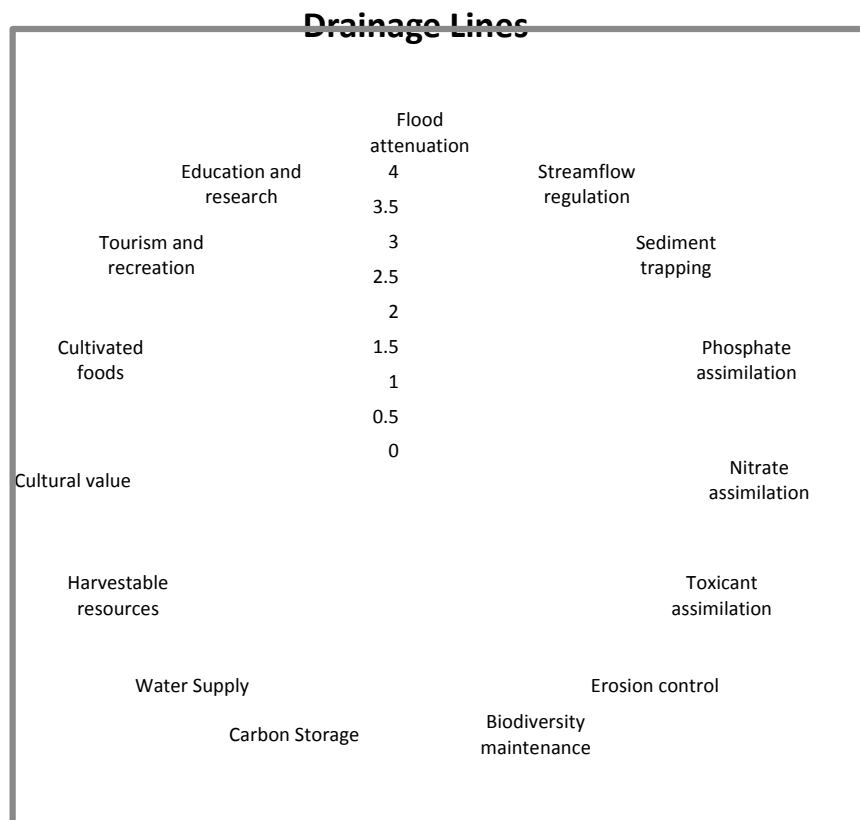 Drainage Lines
Flood
attenuation
Streamflow
regulation
Sediment
trapping
Phosphate
assimilation
Nitrate
assimilation
Toxicant
assimilation
Erosion control
Biodiversity
maintenance
Carbon Storage
Water Supply
Harvestable
resources
Cultural value
Cultivated
foods
Tourism and
recreation
Education and
research
4
3.5
3
2.5
2
1.5
1
0.5
0